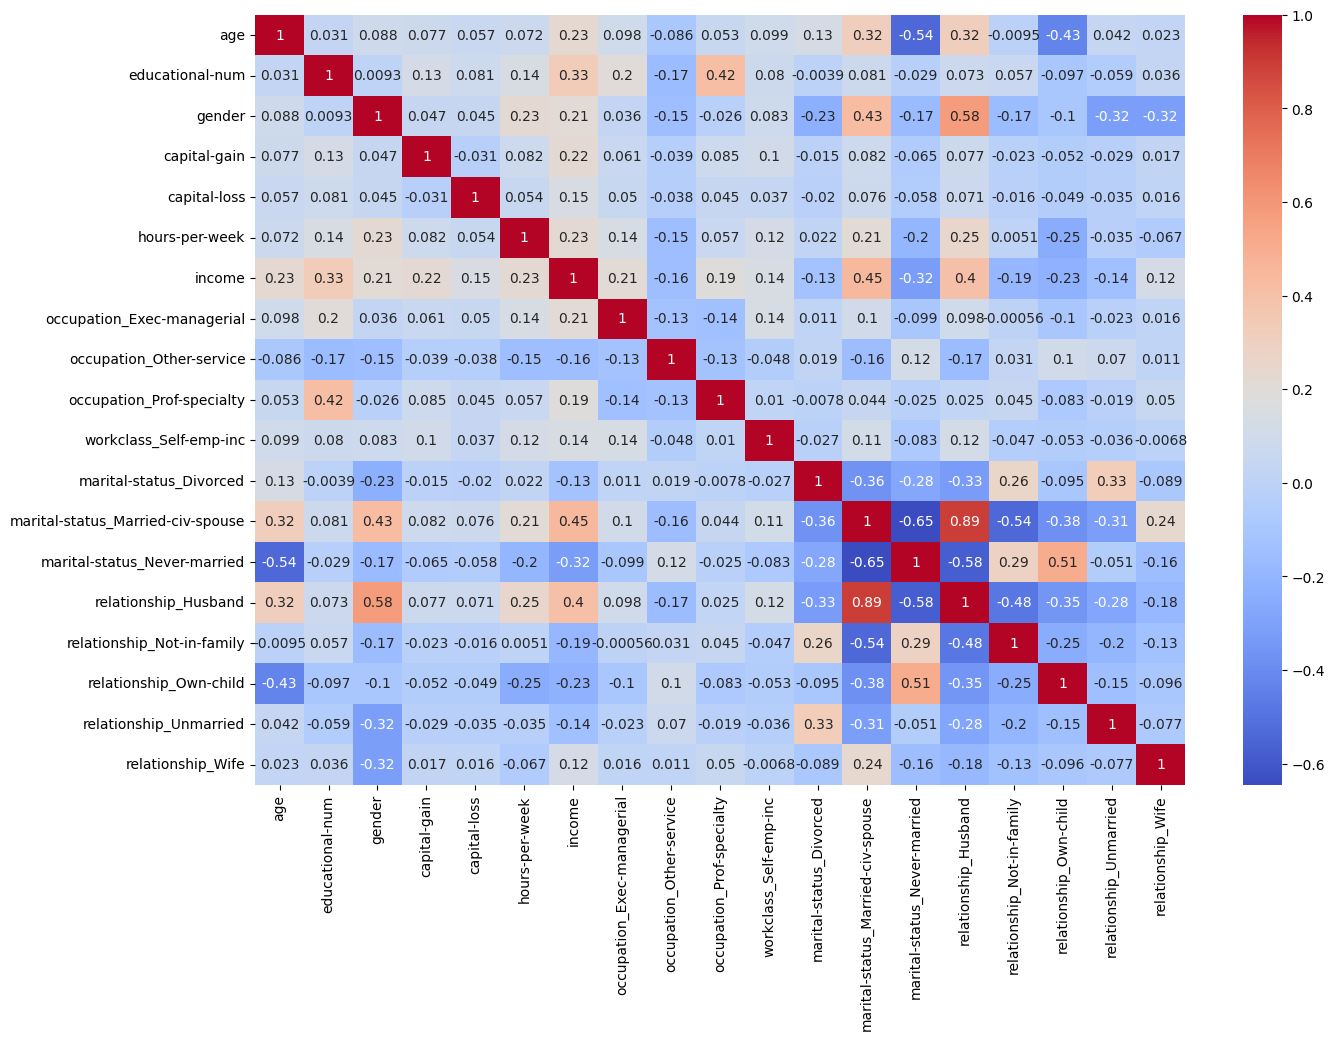 age 1 0.031 0.088 0.077 0.057 0.072 0.23 0.098 -0.086 0.053 0.099 0.13 0.32 -0.54 0.32 -0.0095 -0.43 0.042 0.023
educational-num 0.031 1 0.0093 0.13 0.081 0.14 0.33 0.2 -0.17 0.42 0.08 -0.0039 0.081 -0.029 0.073 0.057 -0.097 -0.059 0.036
gender 0.088 0.0093 1 0.047 0.045 0.23 0.21 0.036 -0.15 -0.026 0.083 -0.23 0.43 -0.17 0.58 -0.17 -0.1 -0.32 -0.32
capital-gain 0.077 0.13 0.047 1 -0.031 0.082 0.22 0.061 -0.039 0.085 0.1 -0.015 0.082 -0.065 0.077 -0.023 -0.052 -0.029 0.017
capital-loss 0.057 0.081 0.045 -0.031 1 0.054 0.15 0.05 -0.038 0.045 0.037 -0.02 0.076 -0.058 0.071 -0.016 -0.049 -0.035 0.016
hours-per-week 0.072 0.14 0.23 0.082 0.054 1 0.23 0.14 -0.15 0.057 0.12 0.022 0.21 -0.2 0.25 0.0051 -0.25 -0.035 -0.067
income 0.23 0.33 0.21 0.22 0.15 0.23 1 0.21 -0.16 0.19 0.14 -0.13 0.45 -0.32 0.4 -0.19 -0.23 -0.14 0.12
occupation_Exec-managerial 0.098 0.2 0.036 0.061 0.05 0.14 0.21 1 -0.13 -0.14 0.14 0.011 0.1 -0.099 0.098 -0.00056 -0.1 -0.023 0.016
occupation_Other-service -0.086 -0.17 -0.15 -0.039 -0.038 -0.15 -0.16 -0.13 1 -0.13 -0.048 0.019 -0.16 0.12 -0.17 0.031 0.1 0.07 0.011
occupation_Prof-specialty 0.053 0.42 -0.026 0.085 0.045 0.057 0.19 -0.14 -0.13 1 0.01 -0.0078 0.044 -0.025 0.025 0.045 -0.083 -0.019 0.05
workclass_Self-emp-inc 0.099 0.08 0.083 0.1 0.037 0.12 0.14 0.14 -0.048 0.01 1 -0.027 0.11 -0.083 0.12 -0.047 -0.053 -0.036 -0.0068
marital-status_Divorced 0.13 -0.0039 -0.23 -0.015 -0.02 0.022 -0.13 0.011 0.019 -0.0078 -0.027 1 -0.36 -0.28 -0.33 0.26 -0.095 0.33 -0.089
marital-status_Married-civ-spouse 0.32 0.081 0.43 0.082 0.076 0.21 0.45 0.1 -0.16 0.044 0.11 -0.36 1 -0.65 0.89 -0.54 -0.38 -0.31 0.24
marital-status_Never-married -0.54 -0.029 -0.17 -0.065 -0.058 -0.2 -0.32 -0.099 0.12 -0.025 -0.083 -0.28 -0.65 1 -0.58 0.29 0.51 -0.051 -0.16
relationship_Husband 0.32 0.073 0.58 0.077 0.071 0.25 0.4 0.098 -0.17 0.025 0.12 -0.33 0.89 -0.58 1 -0.48 -0.35 -0.28 -0.18
relationship_Not-in-family -0.0095 0.057 -0.17 -0.023 -0.016 0.0051 -0.19 -0.00056 0.031 0.045 -0.047 0.26 -0.54 0.29 -0.48 1 -0.25 -0.2 -0.13
relationship_Own-child -0.43 -0.097 -0.1 -0.052 -0.049 -0.25 -0.23 -0.1 0.1 -0.083 -0.053 -0.095 -0.38 0.51 -0.35 -0.25 1 -0.15 -0.096
relationship_Unmarried 0.042 -0.059 -0.32 -0.029 -0.035 -0.035 -0.14 -0.023 0.07 -0.019 -0.036 0.33 -0.31 -0.051 -0.28 -0.2 -0.15 1 -0.077
relationship_Wife 0.023 0.036 -0.32 0.017 0.016 -0.067 0.12 0.016 0.011 0.05 -0.0068 -0.089 0.24 -0.16 -0.18 -0.13 -0.096 -0.077 1
age
educational-num
gender
capital-gain
capital-loss
hours-per-week
income
occupation_Exec-managerial
occupation_Other-service
occupation_Prof-specialty
workclass_Self-emp-inc
marital-status_Divorced
marital-status_Married-civ-spouse
marital-status_Never-married
relationship_Husband
relationship_Not-in-family
relationship_Own-child
relationship_Unmarried
relationship_Wife
1.0
0.8
0.6
0.4
0.2
0.0
−0.2
−0.4
−0.6